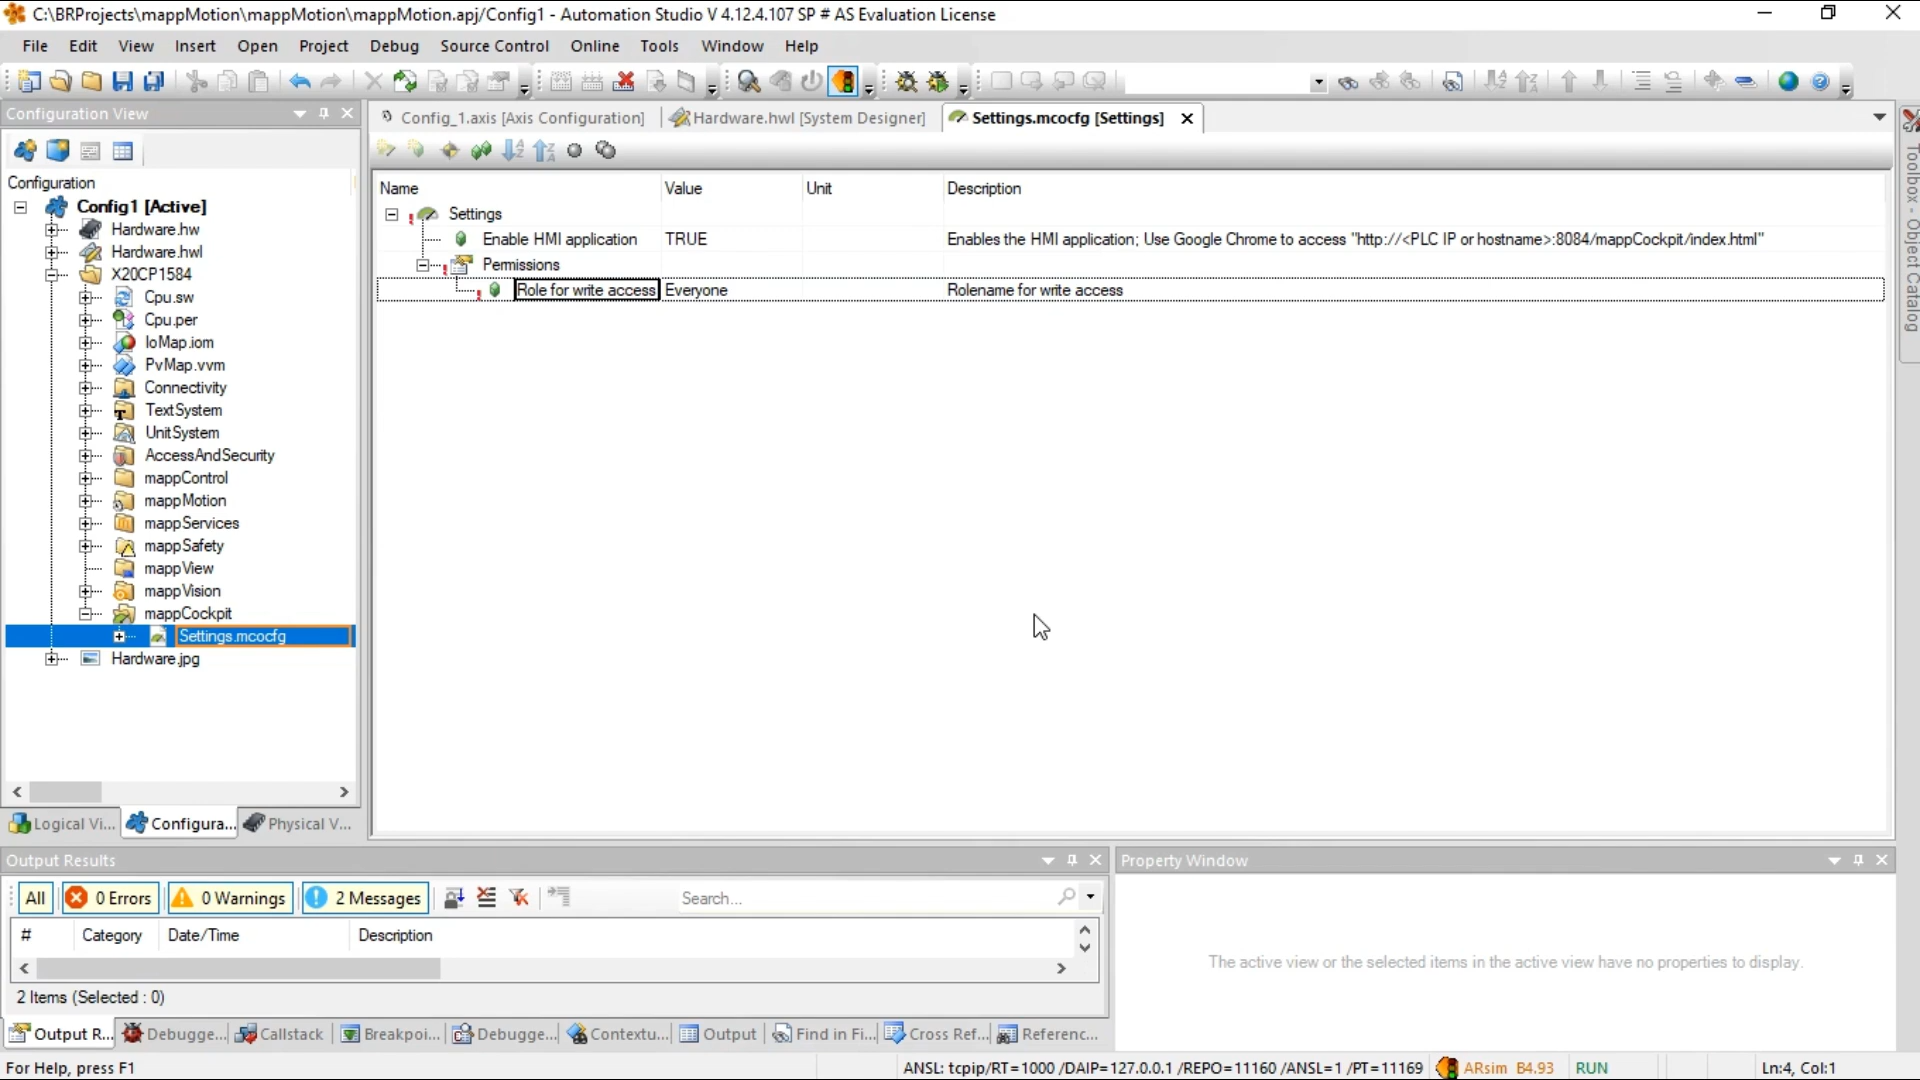 C:\BRProjects\mappMotion\mappMotion\mappMotion.apj/Config1 - Automation Studio V 4.12.4.107 SP # AS Evaluation License
File Edit View Insert Open Project Debug Source Control Online Tools Window Help
Configuration View
Config_1.axis [Axis Configuration] Hardware.hwl [System Designer] Settings.mcocfg [Settings]
Toolbox - Object Catalog
Configuration
Config1 [Active]
Hardware.hw
Hardware.hwl
X20CP1584
Cpu.sw
Cpu.per
IoMap.iom
PvMap.vvm
Connectivity
TextSystem
UnitSystem
AccessAndSecurity
mappControl
mappMotion
mappServices
mappSafety
mappView
mappVision
mappCockpit
Settings.mcocfg
Hardware.jpg
Logical Vi... Configura... Physical V...
Name Value Unit Description
Settings
Enable HMI application TRUE Enables the HMI application; Use Google Chrome to access "http://<PLC IP or hostname>:8084/mappCockpit/index.html"
Permissions
Role for write access Everyone Rolename for write access
Output Results
All 0 Errors 0 Warnings 2 Messages Search...
# Category Date/Time Description
2 Items (Selected : 0)
Output R... Debugge... Callstack Breakpoi... Debugge... Contextu... Output Find in Fi... Cross Ref... Referenc...
Property Window
The active view or the selected items in the active view have no properties to display.
For Help, press F1 ANSL: tcpip/RT=1000 /DAIP=127.0.0.1 /REPO=11160 /ANSL=1 /PT=11169 ARsim B4.93 RUN Ln:4, Col:1